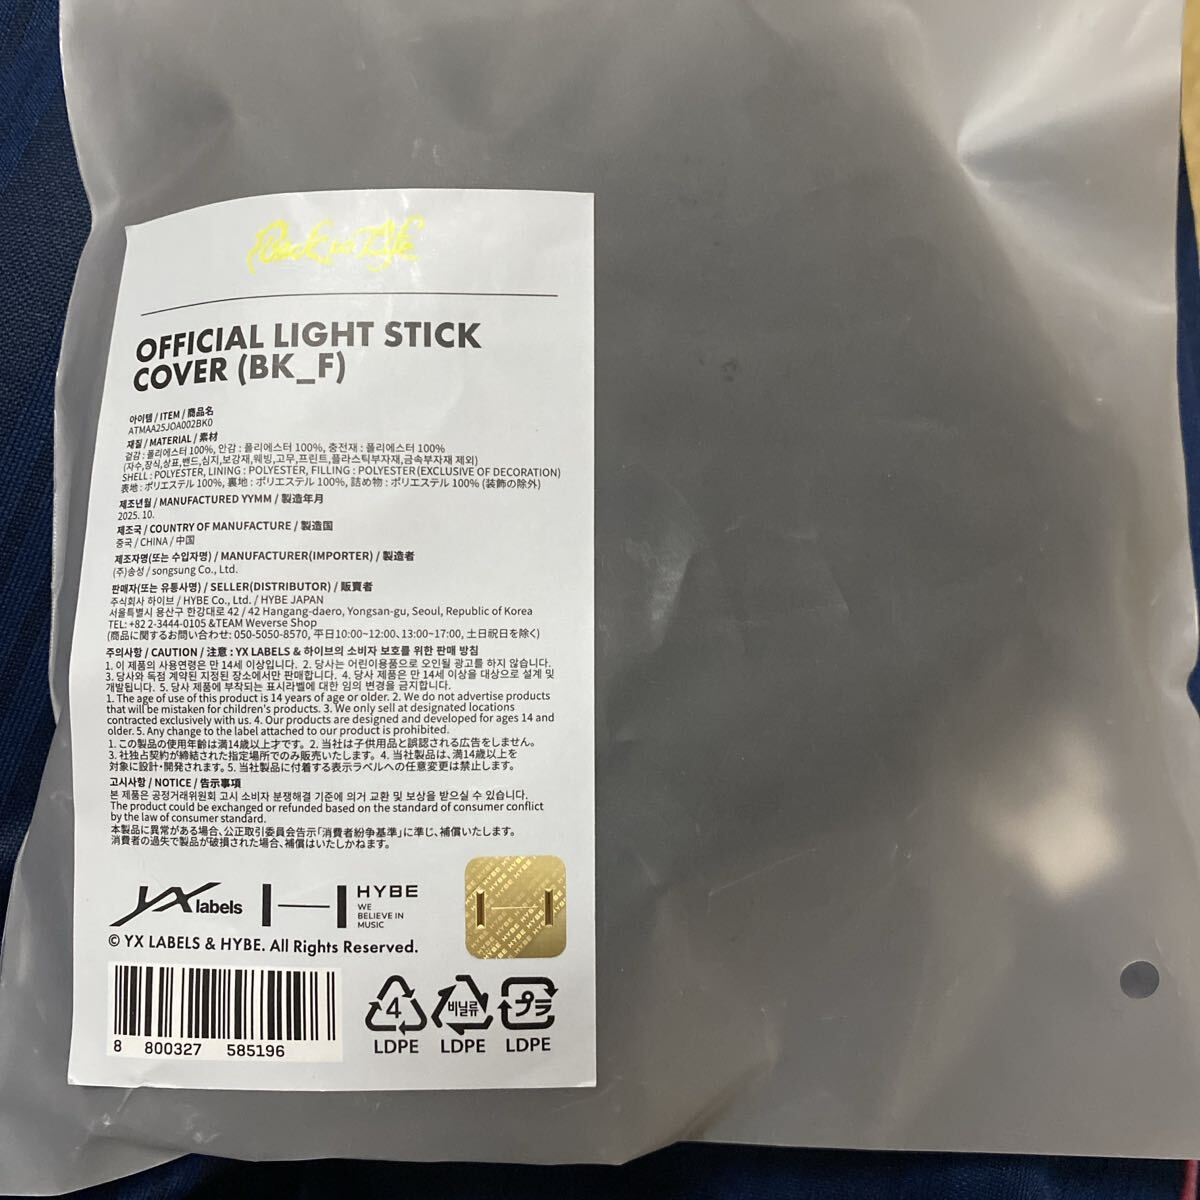 Back to Life
OFFICIAL LIGHT STICK
COVER (BK_F)
아이템 / ITEM / 商品名
ATMAA25JOA002BK0
재질 / MATERIAL / 素材
겉감 : 폴리에스터 100%, 안감 : 폴리에스터 100%, 충전재 : 폴리에스터 100%
(자수,장식,상표,밴드,심지,보강재,웨빙,고무,프린트,플라스틱부자재,금속부자재 제외)
SHELL : POLYESTER, LINING : POLYESTER, FILLING : POLYESTER (EXCLUSIVE OF DECORATION)
表地 : ポリエステル 100%, 裏地 : ポリエステル 100%, 詰め物 : ポリエステル 100% (装飾の除外)
제조년월 / MANUFACTURED YYMM / 製造年月
2025. 10.
제조국 / COUNTRY OF MANUFACTURE / 製造国
중국 / CHINA / 中国
제조자명(또는 수입자명) / MANUFACTURER(IMPORTER) / 製造者
(주)송성 / songsung Co., Ltd.
판매자(또는 유통사명) / SELLER(DISTRIBUTOR) / 販賣者
주식회사 하이브 / HYBE Co., Ltd. / HYBE JAPAN
서울특별시 용산구 한강대로 42 / 42 Hangang-daero, Yongsan-gu, Seoul, Republic of Korea
TEL: +82 2-3444-0105 &TEAM Weverse Shop
(商品に関するお問い合わせ: 050-5050-8570, 平日10:00~12:00、13:00~17:00, 土日祝日を除く)
주의사항 / CAUTION / 注意 : YX LABELS & 하이브의 소비자 보호를 위한 판매 방침
1. 이 제품의 사용연령은 만 14세 이상입니다. 2. 당사는 어린이용품으로 오인될 광고를 하지 않습니다.
3. 당사와 독점 계약된 지정된 장소에서만 판매합니다. 4. 당사 제품은 만 14세 이상을 대상으로 설계 및
개발됩니다. 5. 당사 제품에 부착되는 표시라벨에 대한 임의 변경을 금지합니다.
1. The age of use of this product is 14 years of age or older. 2. We do not advertise products
that will be mistaken for children's products. 3. We only sell at designated locations
contracted exclusively with us. 4. Our products are designed and developed for ages 14 and
older. 5. Any change to the label attached to our product is prohibited.
1. この製品の使用年齢は満14歳以上才です。2. 当社は子供用品と誤認される広告をしません。
3. 社独占契約が締結された指定場所でのみ販売いたします。4. 当社製品は、満14歳以上を
対象に設計・開発されます。5. 当社製品に付着する表示ラベルへの任意変更は禁止します。
고시사항 / NOTICE / 告示事項
본 제품은 공정거래위원회 고시 소비자 분쟁해결 기준에 의거 교환 및 보상을 받으실 수 있습니다.
The product could be exchanged or refunded based on the standard of consumer conflict
by the law of consumer standard.
本製品に異常がある場合、公正取引委員会告示「消費者紛争基準」に準じ、補償いたします。
消費者の過失で製品が破損された場合、補償はいたしかねます。
YX labels
HYBE
WE
BELIEVE IN
MUSIC
© YX LABELS & HYBE. All Rights Reserved.
8 800327 585196
4
LDPE
비닐류
LDPE
プラ
LDPE